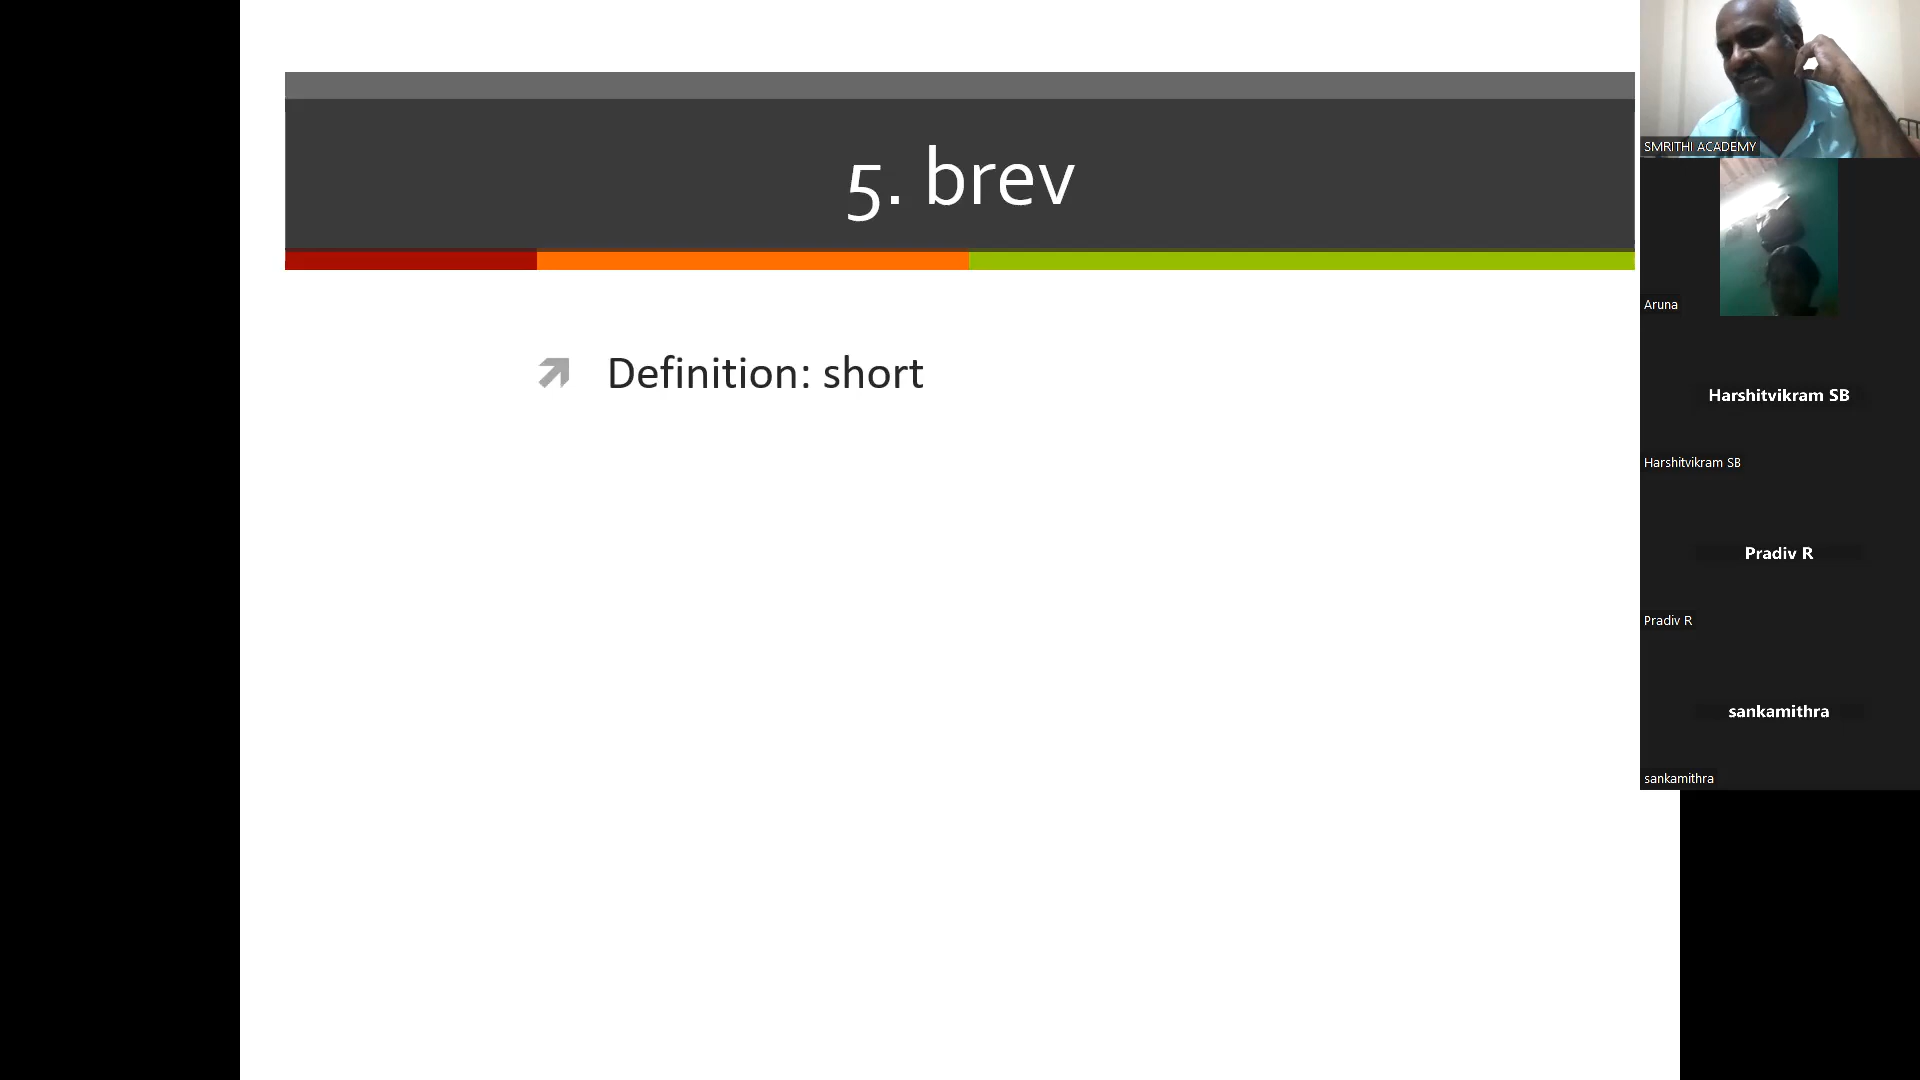 5. brev
Definition: short
SMRITHI ACADEMY
Aruna
Harshitvikram SB
Harshitvikram SB
Pradiv R
Pradiv R
sankamithra
sankamithra